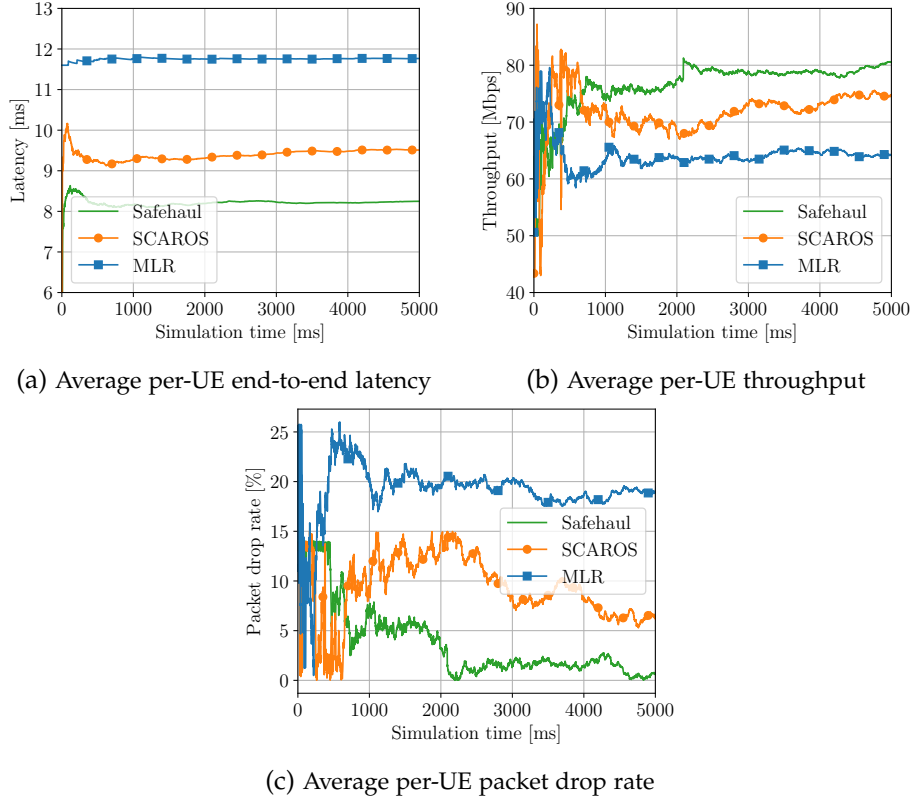 13
12
11
10
9
8
7
6
Latency [ms]
Safehaul
SCAROS
MLR
0 1000 2000 3000 4000 5000
Simulation time [ms]
(a) Average per-UE end-to-end latency
90
80
70
60
50
40
Throughput [Mbps]
Safehaul
SCAROS
MLR
0 1000 2000 3000 4000 5000
Simulation time [ms]
(b) Average per-UE throughput
25
20
15
10
5
0
Packet drop rate [%]
Safehaul
SCAROS
MLR
0 1000 2000 3000 4000 5000
Simulation time [ms]
(c) Average per-UE packet drop rate